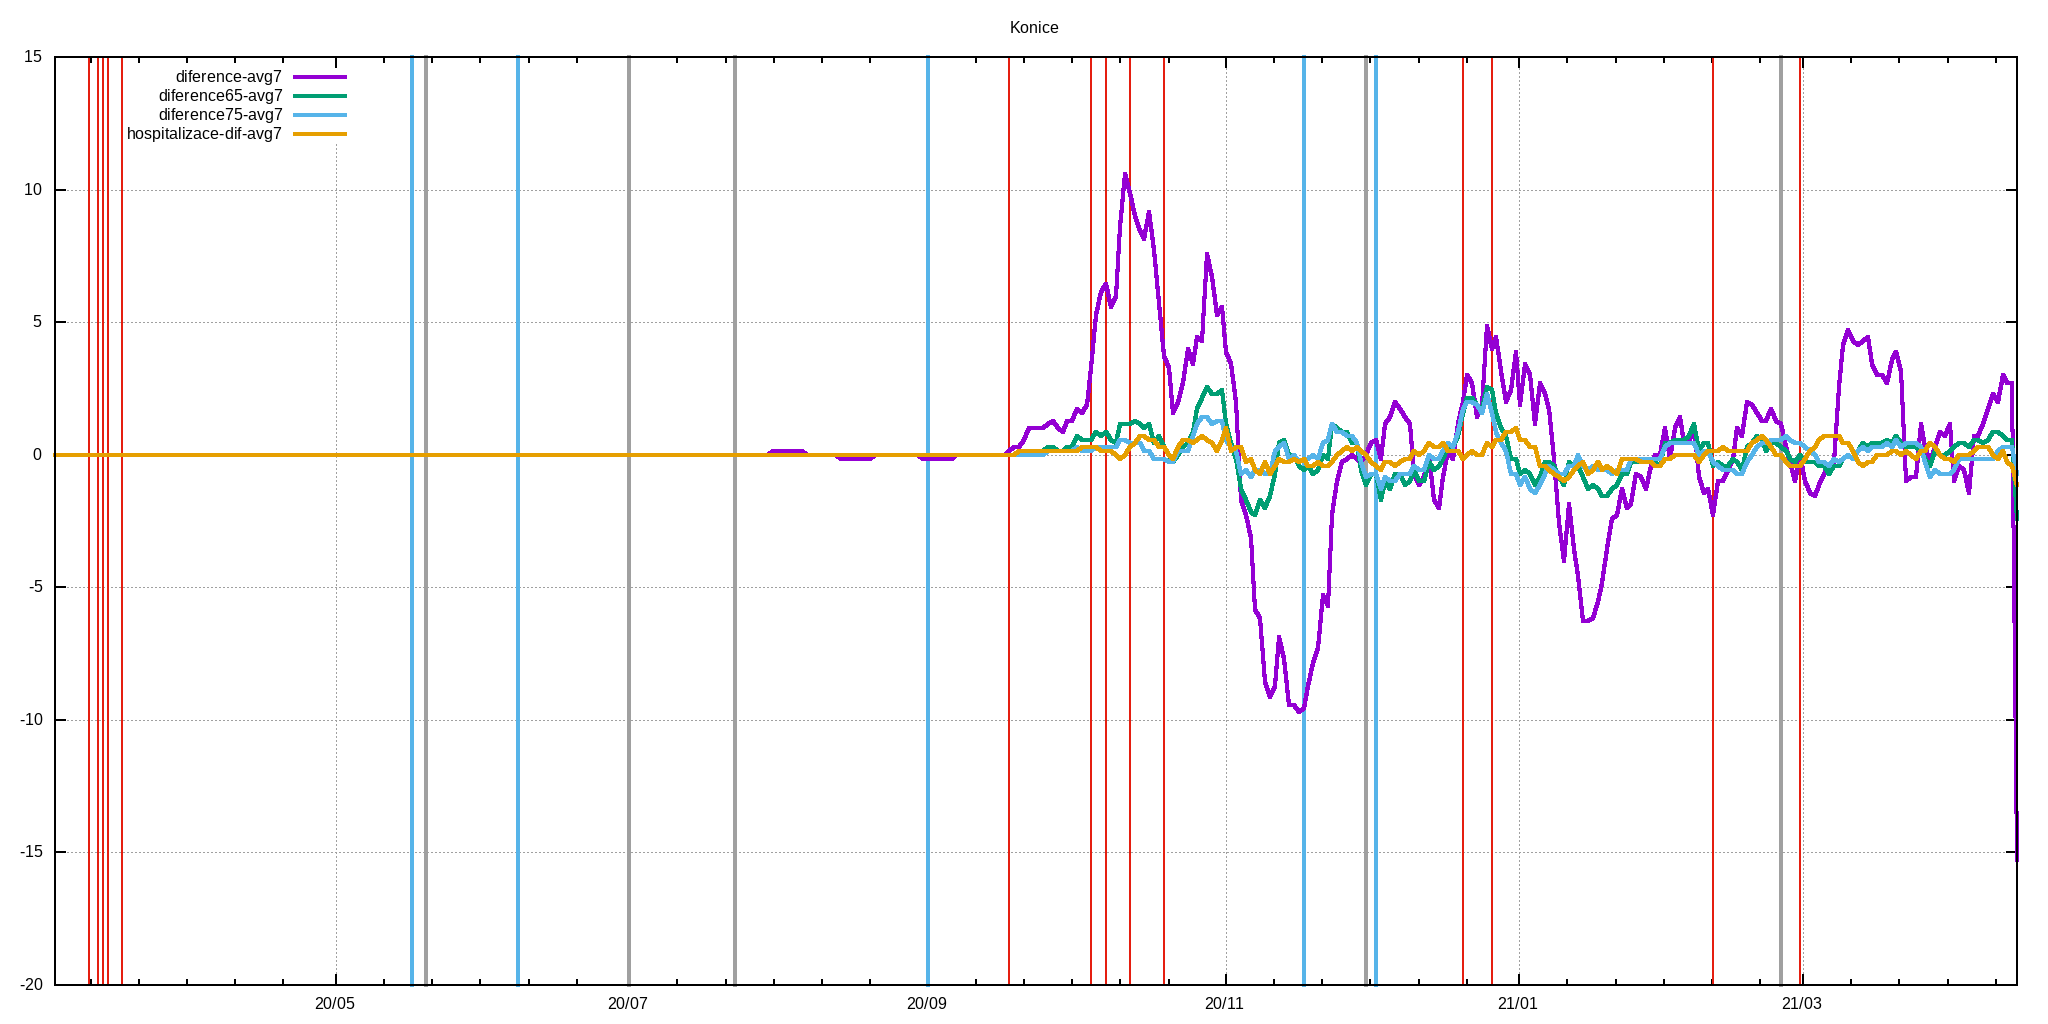 Konice
15
10
5
0
-5
-10
-15
-20
diference-avg7
diference65-avg7
diference75-avg7
hospitalizace-dif-avg7
20/05 20/07 20/09 20/11 21/01 21/03